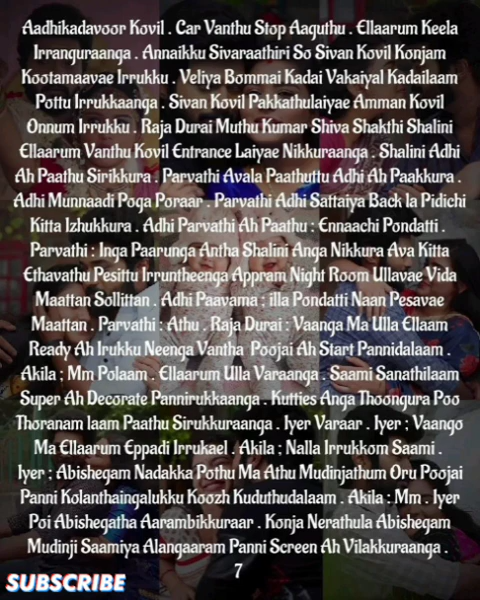 Aadhikadavoor Kovil . Car Vanthu Stop Aaguthu . Ellaarum Keela
Irranguraanga . Annaikku Sivaraathiri So Sivan Kovil Konjam
Kootamaavae Irrukku . Veliya Bommai Kadai Vakaiyal Kadailaam
Pottu Irrukkaanga . Sivan Kovil Pakkathulaiyae Amman Kovil
Onnum Irrukku . Raja Durai Muthu Kumar Shiva Shakthi Shalini
Ellaarum Vanthu Kovil Entrance Laiyae Nikkuraanga . Shalini Adhi
Ah Paathu Sirikkura . Parvathi Avala Paathuttu Adhi Ah Paakkura .
Adhi Munnaadi Poga Poraar . Parvathi Adhi Sattaiya Back la Pidichi
Kitta Izhukkura . Adhi Parvathi Ah Paathu : Ennaachi Pondatti .
Parvathi : Inga Paarunga Antha Shalini Anga Nikkura Ava Kitta
Ethavathu Pesittu Irruntheenga Appram Night Room Ullavae Vida
Maattan Sollittan . Adhi Paavama : illa Pondatti Naan Pesavae
Maattan . Parvathi : Athu . Raja Durai : Vaanga Ma Ulla Ellaam
Ready Ah Irukku Neenga Vantha Poojai Ah Start Pannidalaam .
Akila : Mm Polaam . Ellaarum Ulla Varaanga . Saami Sanathilaam
Super Ah Decorate Pannirukkaanga . Kutties Anga Thoongura Poo
Thoranam laam Paathu Sirukkuraanga . Iyer Varaar . Iyer : Vaango
Ma Ellaarum Eppadi Irrukael . Akila : Nalla Irrukkom Saami .
Iyer : Abishegam Nadakka Pothu Ma Athu Mudinjathum Oru Poojai
Panni Kolanthaingalukku Koozh Kuduthudalaam . Akila : Mm . Iyer
Poi Abishegatha Aarambikkuraar . Konja Nerathula Abishegam
Mudinji Saamiya Alangaaram Panni Screen Ah Vilakkuraanga .
7
SUBSCRIBE